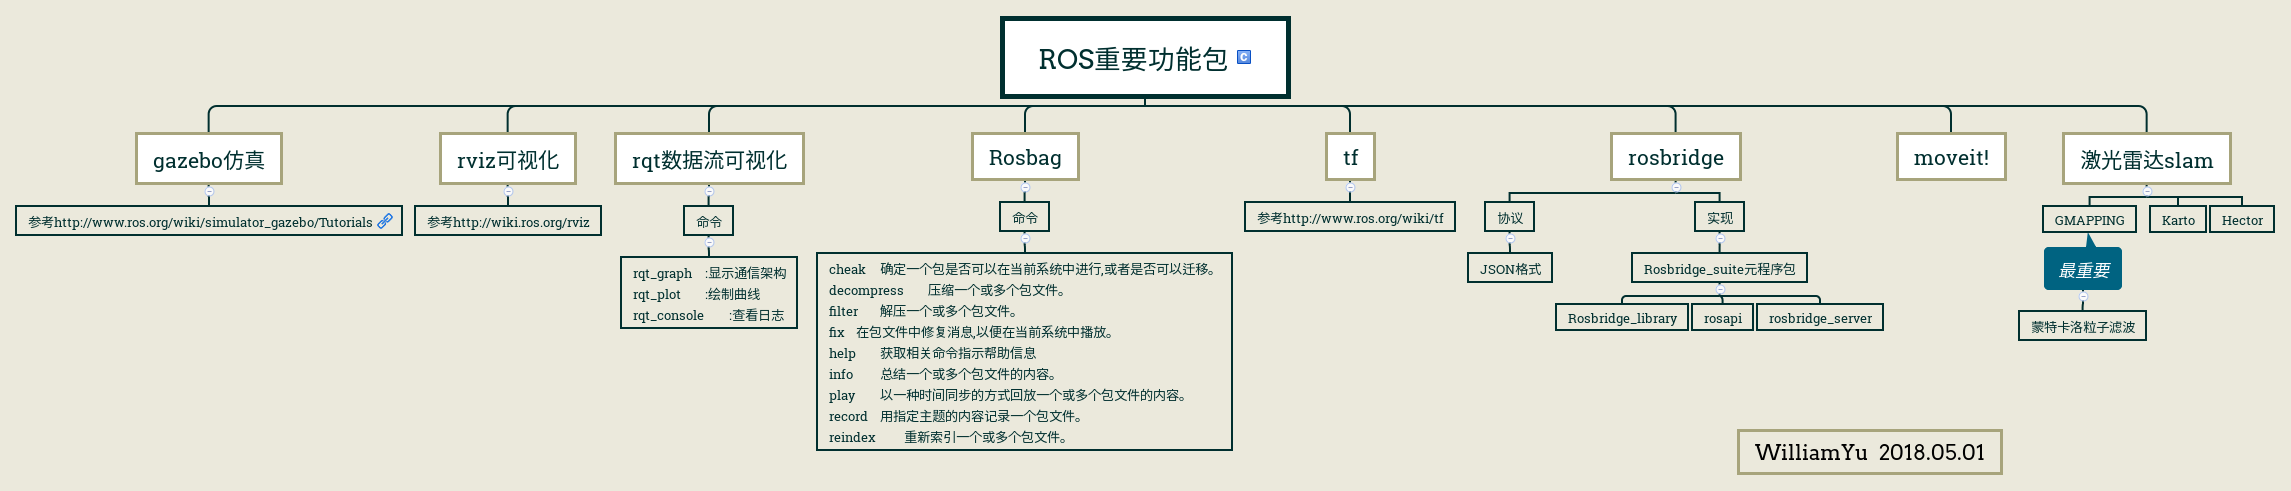 ROS重要功能包
gazebo仿真
参考http://www.ros.org/wiki/simulator_gazebo/Tutorials
rviz可视化
参考http://wiki.ros.org/rviz
rqt数据流可视化
命令
rqt_graph :显示通信架构
rqt_plot :绘制曲线
rqt_console :查看日志
Rosbag
命令
cheak 确定一个包是否可以在当前系统中进行,或者是否可以迁移。
decompress 压缩一个或多个包文件。
filter 解压一个或多个包文件。
fix 在包文件中修复消息,以便在当前系统中播放。
help 获取相关命令指示帮助信息
info 总结一个或多个包文件的内容。
play 以一种时间同步的方式回放一个或多个包文件的内容。
record 用指定主题的内容记录一个包文件。
reindex 重新索引一个或多个包文件。
tf
参考http://www.ros.org/wiki/tf
rosbridge
协议
JSON格式
实现
Rosbridge_suite元程序包
Rosbridge_library
rosapi
rosbridge_server
moveit!
激光雷达slam
GMAPPING
最重要
蒙特卡洛粒子滤波
Karto
Hector
WilliamYu 2018.05.01